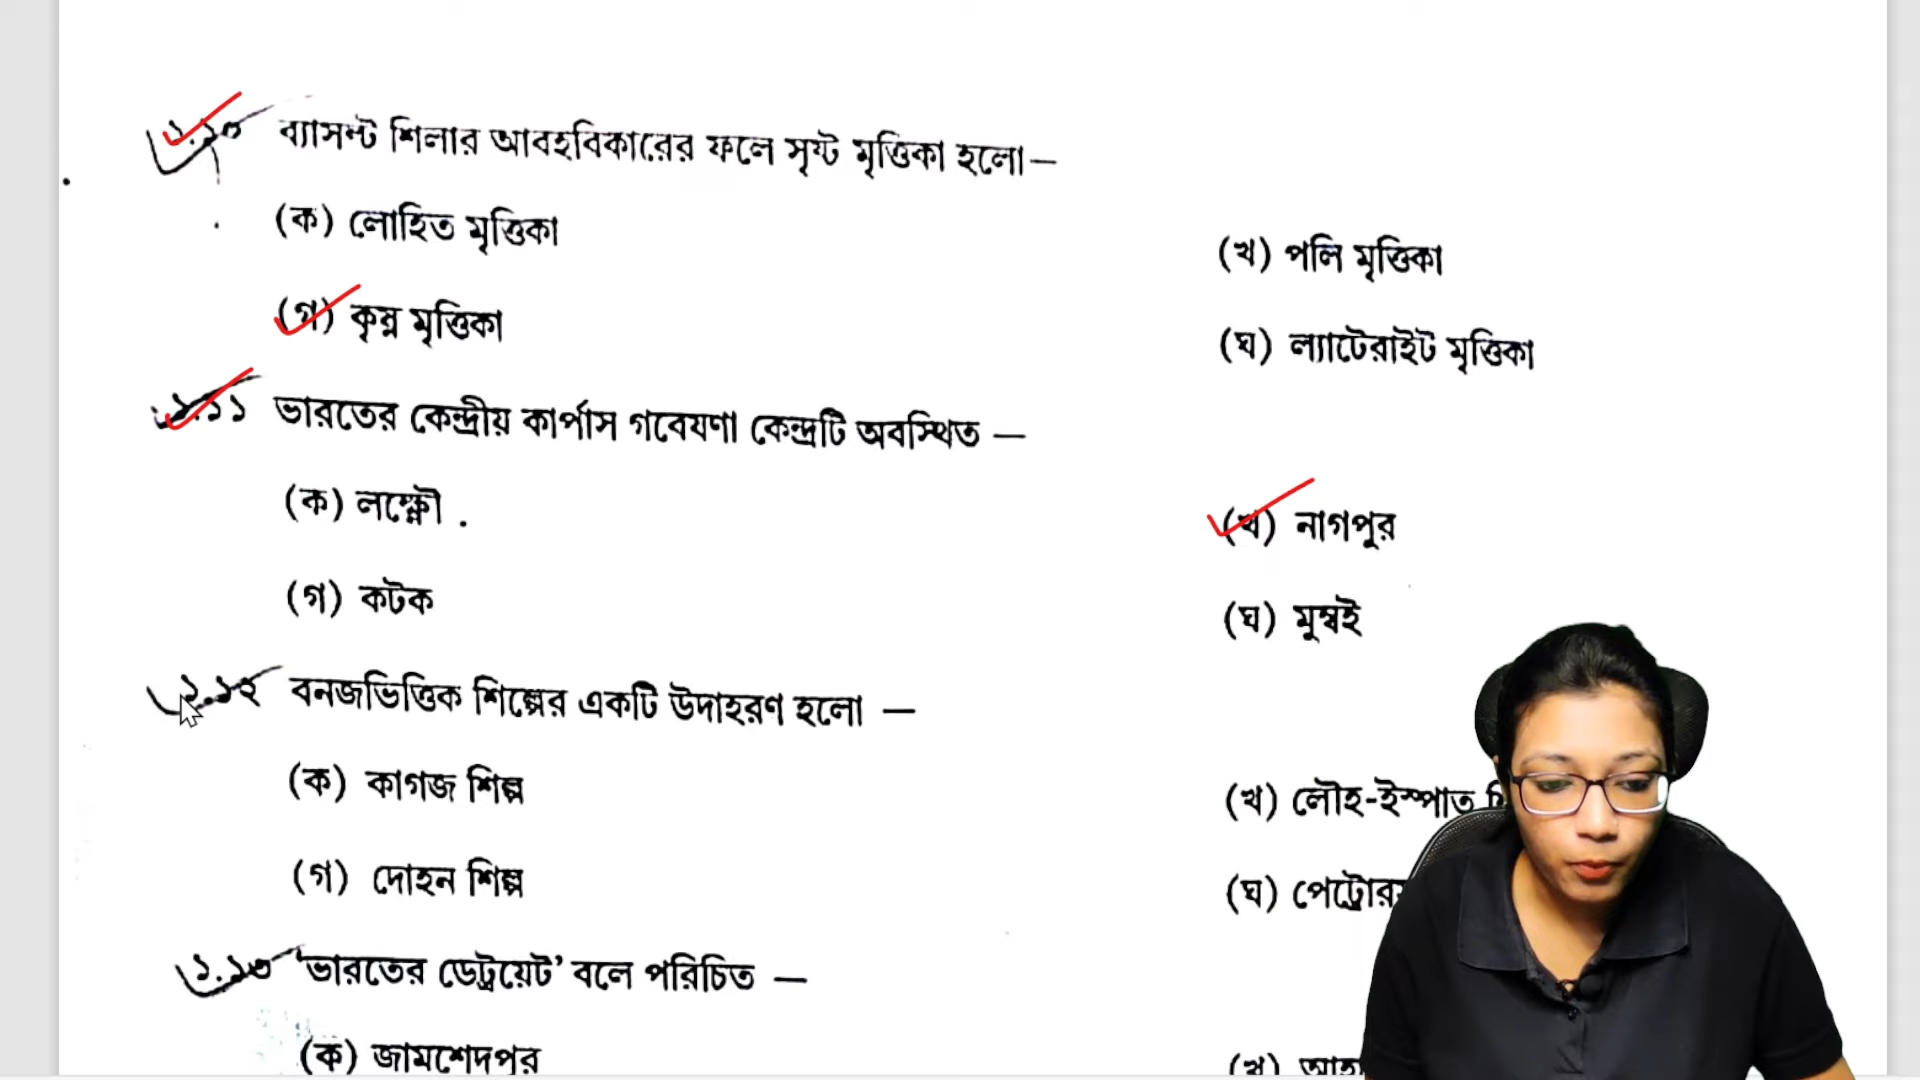 ১.১০ ব্যাসল্ট শিলার আবহবিকারের ফলে সৃষ্ট মৃত্তিকা হলো—
(ক) লোহিত মৃত্তিকা
(খ) পলি মৃত্তিকা
(গ) কৃষ্ণ মৃত্তিকা
(ঘ) ল্যাটেরাইট মৃত্তিকা
১.১১ ভারতের কেন্দ্রীয় কার্পাস গবেষণা কেন্দ্রটি অবস্থিত —
(ক) লক্ষ্ণৌ
(খ) নাগপুর
(গ) কটক
(ঘ) মুম্বই
১.১২ বনজভিত্তিক শিল্পের একটি উদাহরণ হলো —
(ক) কাগজ শিল্প
(খ) লৌহ-ইস্পাত
(গ) দোহন শিল্প
(ঘ)
১.১৩ 'ভারতের ডেট্রয়েট' বলে পরিচিত —
(ক) জামশেদপুর
(খ)